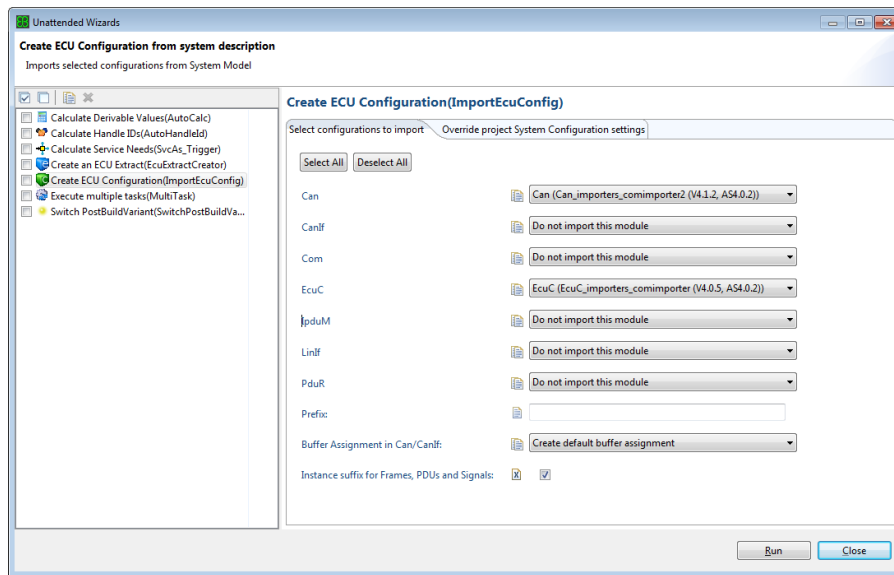 Unattended Wizards
Create ECU Configuration from system description
Imports selected configurations from System Model
Calculate Derivable Values(AutoCalc)
Calculate Handle IDs(AutoHandleId)
Calculate Service Needs(SvcAs_Trigger)
Create an ECU Extract(EcuExtractCreator)
Create ECU Configuration(ImportEcuConfig)
Execute multiple tasks(MultiTask)
Switch PostBuildVariant(SwitchPostBuildVa...
Create ECU Configuration(ImportEcuConfig)
Select configurations to import Override project System Configuration settings
Select All Deselect All
Can Can (Can_importers_comimporter2 (V4.1.2, AS4.0.2))
CanIf Do not import this module
Com Do not import this module
EcuC EcuC (EcuC_importers_comimporter (V4.0.5, AS4.0.2))
IpduM Do not import this module
LinIf Do not import this module
PduR Do not import this module
Prefix:
Buffer Assignment in Can/CanIf: Create default buffer assignment
Instance suffix for Frames, PDUs and Signals:
Run Close